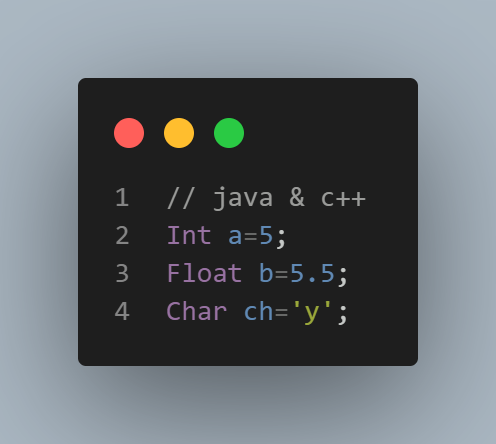 1 // java & c++
2 Int a=5;
3 Float b=5.5;
4 Char ch='y';